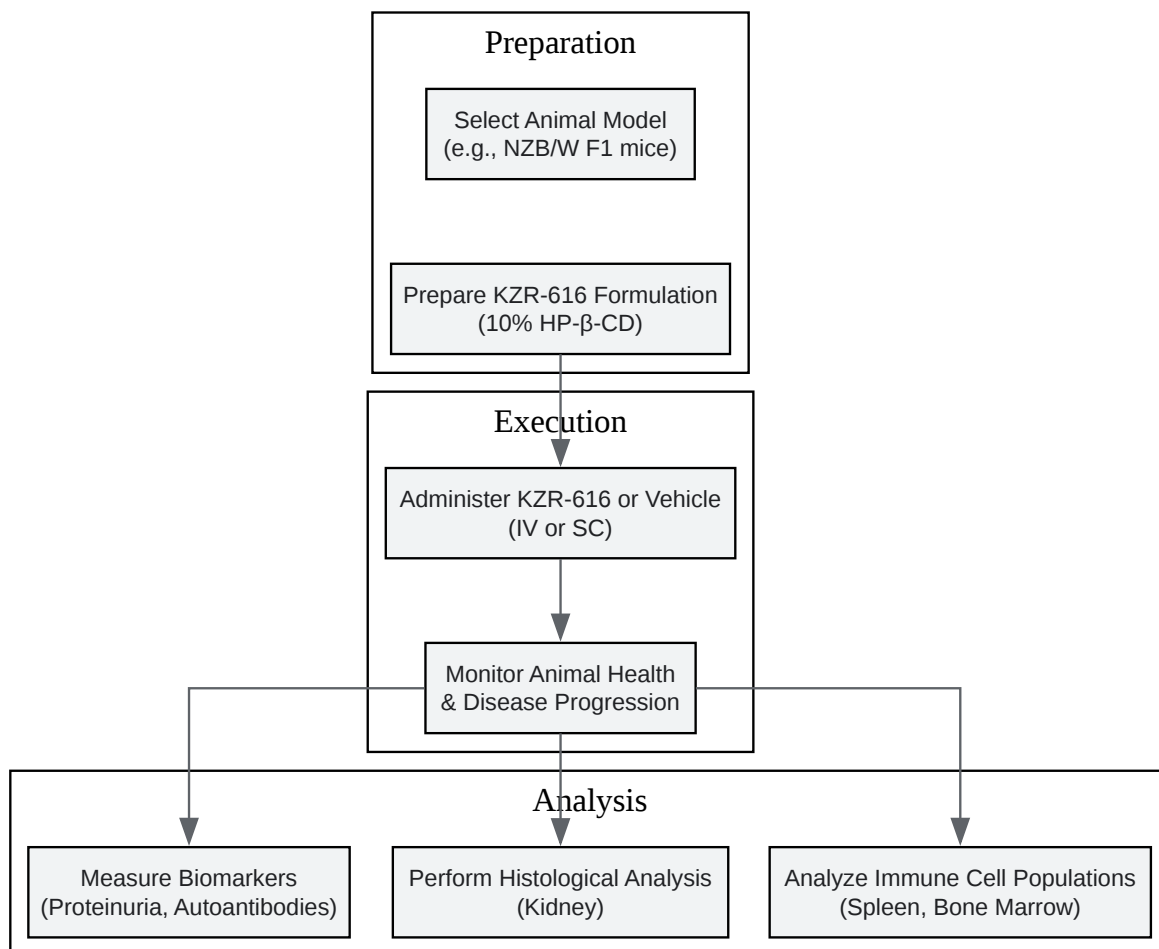 Preparation
Select Animal Model
(e.g., NZB/W F1 mice)
Prepare KZR-616 Formulation
(10% HP-β-CD)
Execution
Administer KZR-616 or Vehicle
(IV or SC)
Monitor Animal Health
& Disease Progression
Analysis
Measure Biomarkers
(Proteinuria, Autoantibodies)
Perform Histological Analysis
(Kidney)
Analyze Immune Cell Populations
(Spleen, Bone Marrow)